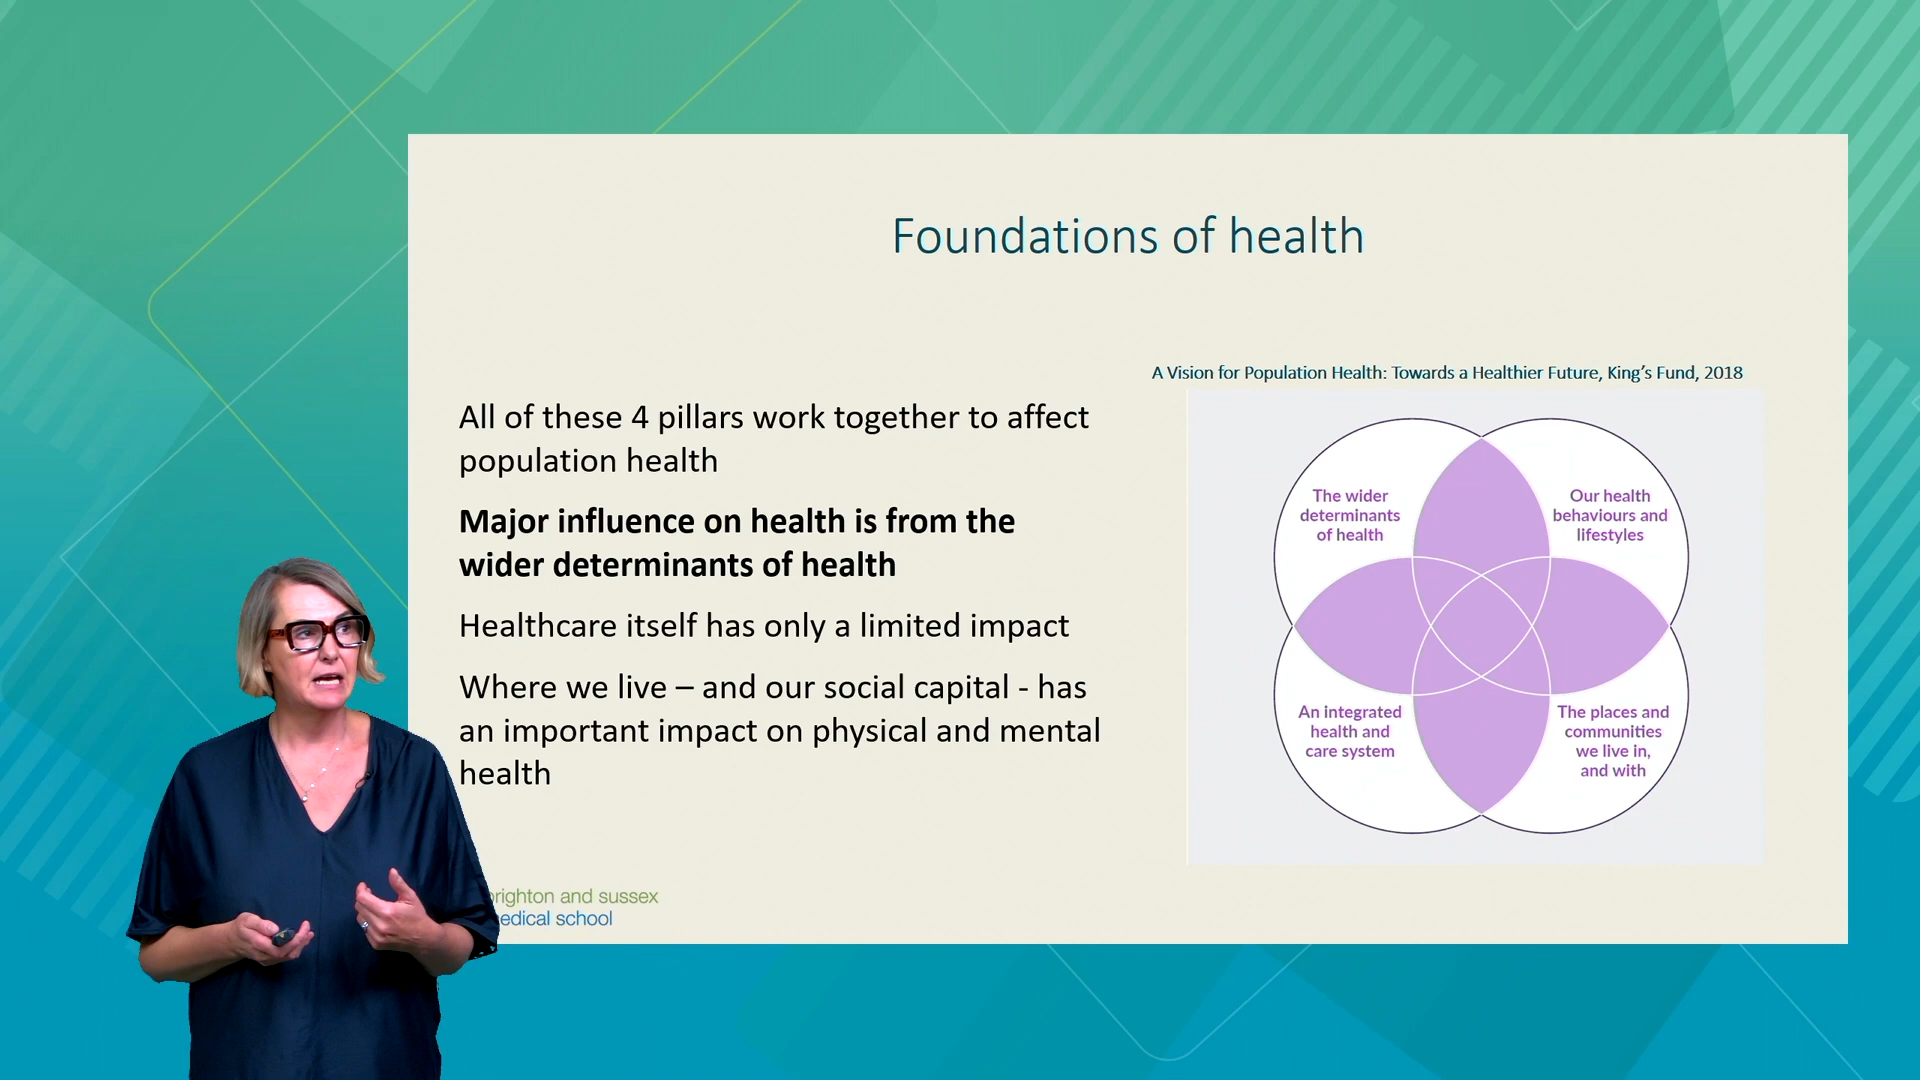 Foundations of health
A Vision for Population Health: Towards a Healthier Future, King's Fund, 2018
All of these 4 pillars work together to affect
population health
Major influence on health is from the
wider determinants of health
Healthcare itself has only a limited impact
Where we live – and our social capital - has
an important impact on physical and mental
health
The wider
determinants
of health
Our health
behaviours and
lifestyles
An integrated
health and
care system
The places and
communities
we live in,
and with
brighton and sussex
medical school